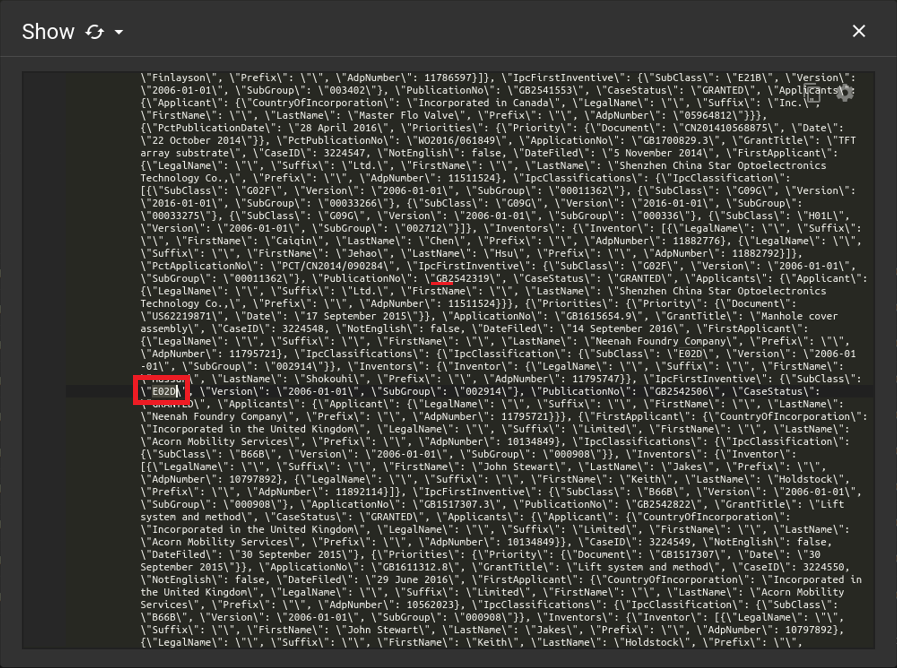 Show
\"Finlayson\", \"Prefix\": \"\", \"AdpNumber\": 11786597}]}, \"IpcFirstInventive\": {\"SubClass\": \"E21B\", \"Version\":
\"2006-01-01\", \"SubGroup\": \"003402\"}, \"PublicationNo\": \"GB2541553\", \"CaseStatus\": \"GRANTED\", \"Applicants\":
{\"Applicant\": {\"CountryOfIncorporation\": \"Incorporated in Canada\", \"LegalName\": \"\", \"Suffix\": \"Inc.\",
\"FirstName\": \"\", \"LastName\": \"Master Flo Valve\", \"Prefix\": \"\", \"AdpNumber\": \"05964812\"}}},
{\"PctPublicationDate\": \"28 April 2016\", \"Priorities\": {\"Priority\": {\"Document\": \"CN201410568875\", \"Date\":
\"22 October 2014\"}}, \"PctPublicationNo\": \"WO2016/061849\", \"ApplicationNo\": \"GB1700829.3\", \"GrantTitle\": \"TFT
array substrate\", \"CaseID\": 3224547, \"NotEnglish\": false, \"DateFiled\": \"5 November 2014\", \"FirstApplicant\":
{\"LegalName\": \"\", \"Suffix\": \"Ltd.\", \"FirstName\": \"\", \"LastName\": \"Shenzhen China Star Optoelectronics
Technology Co.,\", \"Prefix\": \"\", \"AdpNumber\": 11511524}, \"IpcClassifications\": {\"IpcClassification\":
[{\"SubClass\": \"G02F\", \"Version\": \"2006-01-01\", \"SubGroup\": \"00011362\"}, {\"SubClass\": \"G09G\", \"Version\":
\"2016-01-01\", \"SubGroup\": \"00033266\"}, {\"SubClass\": \"G09G\", \"Version\": \"2016-01-01\", \"SubGroup\":
\"00033275\"}, {\"SubClass\": \"G09G\", \"Version\": \"2006-01-01\", \"SubGroup\": \"000336\"}, {\"SubClass\": \"H01L\",
\"Version\": \"2006-01-01\", \"SubGroup\": \"002712\"}]}, \"Inventors\": {\"Inventor\": [{\"LegalName\": \"\", \"Suffix\":
\"\", \"FirstName\": \"Caiqin\", \"LastName\": \"Chen\", \"Prefix\": \"\", \"AdpNumber\": 11882776}, {\"LegalName\": \"\",
\"Suffix\": \"\", \"FirstName\": \"Jehao\", \"LastName\": \"Hsu\", \"Prefix\": \"\", \"AdpNumber\": 11882792}]},
\"PctApplicationNo\": \"PCT/CN2014/090284\", \"IpcFirstInventive\": {\"SubClass\": \"G02F\", \"Version\": \"2006-01-01\",
\"SubGroup\": \"00011362\"}, \"PublicationNo\": \"GB2542319\", \"CaseStatus\": \"GRANTED\", \"Applicants\": {\"Applicant\":
{\"LegalName\": \"\", \"Suffix\": \"Ltd.\", \"FirstName\": \"\", \"LastName\": \"Shenzhen China Star Optoelectronics
Technology Co.,\", \"Prefix\": \"\", \"AdpNumber\": 11511524}}}, {\"Priorities\": {\"Priority\": {\"Document\":
\"US62219871\", \"Date\": \"17 September 2015\"}}, \"ApplicationNo\": \"GB1615654.9\", \"GrantTitle\": \"Manhole cover
assembly\", \"CaseID\": 3224548, \"NotEnglish\": false, \"DateFiled\": \"14 September 2016\", \"FirstApplicant\":
{\"LegalName\": \"\", \"Suffix\": \"\", \"FirstName\": \"\", \"LastName\": \"Neenah Foundry Company\", \"Prefix\": \"\",
\"AdpNumber\": 11795721}, \"IpcClassifications\": {\"IpcClassification\": {\"SubClass\": \"E02D\", \"Version\": \"2006-01
-01\", \"SubGroup\": \"002914\"}}, \"Inventors\": {\"Inventor\": {\"LegalName\": \"\", \"Suffix\": \"\", \"FirstName\":
\"LastName\": \"Shokouhi\", \"Prefix\": \"\", \"AdpNumber\": 11795747}}, \"IpcFirstInventive\": {\"SubClass\":
\"E02D\", \"Version\": \"2006-01-01\", \"SubGroup\": \"002914\"}, \"PublicationNo\": \"GB2542506\", \"CaseStatus\":
\"GRANTED\", \"Applicants\": {\"Applicant\": {\"LegalName\": \"\", \"Suffix\": \"\", \"FirstName\": \"\", \"LastName\":
\"Neenah Foundry Company\", \"Prefix\": \"\", \"AdpNumber\": 11795721}}}, {\"FirstApplicant\": {\"CountryOfIncorporation\":
\"Incorporated in the United Kingdom\", \"LegalName\": \"\", \"Suffix\": \"Limited\", \"FirstName\": \"\", \"LastName\":
\"Acorn Mobility Services\", \"Prefix\": \"\", \"AdpNumber\": 10134849}, \"IpcClassifications\": {\"IpcClassification\":
{\"SubClass\": \"B66B\", \"Version\": \"2006-01-01\", \"SubGroup\": \"000908\"}}, \"Inventors\": {\"Inventor\":
[{\"LegalName\": \"\", \"Suffix\": \"\", \"FirstName\": \"John Stewart\", \"LastName\": \"Jakes\", \"Prefix\": \"\",
\"AdpNumber\": 10797892}, {\"LegalName\": \"\", \"Suffix\": \"\", \"FirstName\": \"Keith\", \"LastName\": \"Holdstock\",
\"Prefix\": \"\", \"AdpNumber\": 11892114}]}, \"IpcFirstInventive\": {\"SubClass\": \"B66B\", \"Version\": \"2006-01-01\",
\"SubGroup\": \"000908\"}, \"ApplicationNo\": \"GB1517307.3\", \"PublicationNo\": \"GB2542822\", \"GrantTitle\": \"Lift
system and method\", \"CaseStatus\": \"GRANTED\", \"Applicants\": {\"Applicant\": {\"CountryOfIncorporation\":
\"Incorporated in the United Kingdom\", \"LegalName\": \"\", \"Suffix\": \"Limited\", \"FirstName\": \"\", \"LastName\":
\"Acorn Mobility Services\", \"Prefix\": \"\", \"AdpNumber\": 10134849}}, \"CaseID\": 3224549, \"NotEnglish\": false,
\"DateFiled\": \"30 September 2015\"}, {\"Priorities\": {\"Priority\": {\"Document\": \"GB1517307\", \"Date\": \"30
September 2015\"}}, \"ApplicationNo\": \"GB1611312.8\", \"GrantTitle\": \"Lift system and method\", \"CaseID\": 3224550,
\"NotEnglish\": false, \"DateFiled\": \"29 June 2016\", \"FirstApplicant\": {\"CountryOfIncorporation\": \"Incorporated in
the United Kingdom\", \"LegalName\": \"\", \"Suffix\": \"Limited\", \"FirstName\": \"\", \"LastName\": \"Acorn Mobility
Services\", \"Prefix\": \"\", \"AdpNumber\": 10562023}, \"IpcClassifications\": {\"IpcClassification\": {\"SubClass\":
\"B66B\", \"Version\": \"2006-01-01\", \"SubGroup\": \"000908\"}}, \"Inventors\": {\"Inventor\": [{\"LegalName\": \"\",
\"Suffix\": \"\", \"FirstName\": \"John Stewart\", \"LastName\": \"Jakes\", \"Prefix\": \"\", \"AdpNumber\": 10797892},
{\"LegalName\": \"\", \"Suffix\": \"\", \"FirstName\": \"Keith\", \"LastName\": \"Holdstock\", \"Prefix\": \"\",